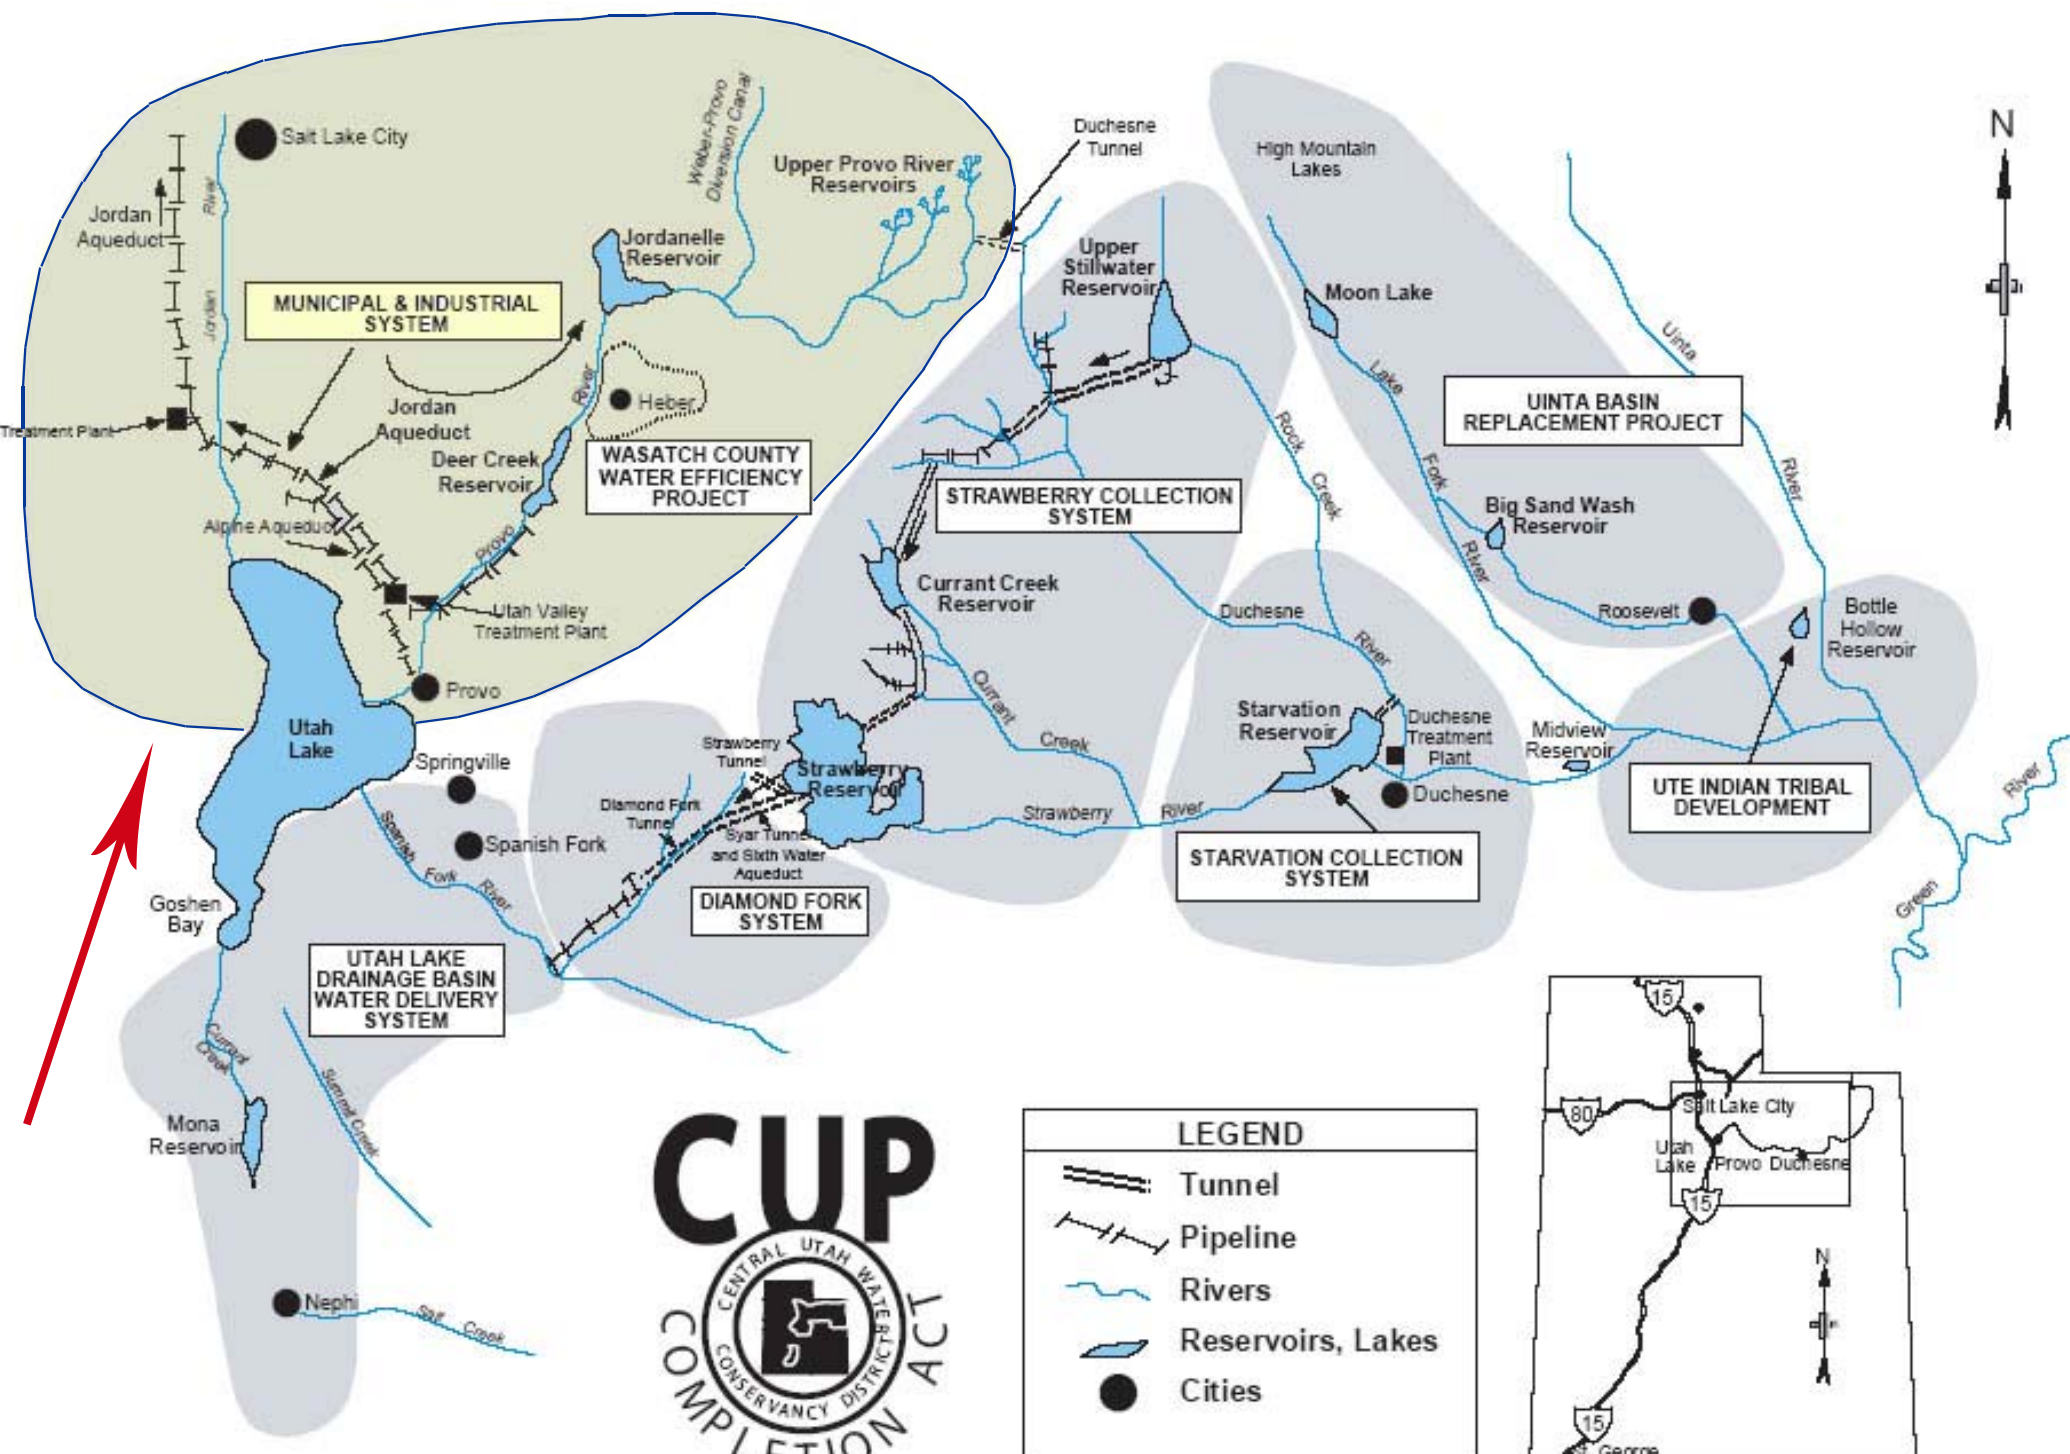 Salt Lake City
Jordan
Aqueduct
River
Jordan
Weber-Provo
Diversion Canal
Upper Provo River
Reservoirs
Duchesne
Tunnel
High Mountain
Lakes
N
Jordanelle
Reservoir
MUNICIPAL & INDUSTRIAL
SYSTEM
Upper
Stillwater
Reservoir
Moon Lake
Uinta
River
Lake
Fork
River
UINTA BASIN
REPLACEMENT PROJECT
River
Heber
Jordan
Aqueduct
Treatment Plant
Deer Creek
Reservoir
WASATCH COUNTY
WATER EFFICIENCY
PROJECT
STRAWBERRY COLLECTION
SYSTEM
Rock
Creek
Big Sand Wash
Reservoir
Alpine Aqueduct
Provo
Currant Creek
Reservoir
Utah Valley
Treatment Plant
Duchesne
River
Roosevelt
Bottle
Hollow
Reservoir
Provo
Currant
Creek
Utah
Lake
Springville
Strawberry
Tunnel
Strawberry
Reservoir
Starvation
Reservoir
Duchesne
Treatment
Plant
Midview
Reservoir
UTE INDIAN TRIBAL
DEVELOPMENT
Diamond Fork
Tunnel
Syar Tunnel
and Sixth Water
Aqueduct
Strawberry
River
Duchesne
River
Green
Spanish
Fork
River
Spanish Fork
STARVATION COLLECTION
SYSTEM
DIAMOND FORK
SYSTEM
Goshen
Bay
UTAH LAKE
DRAINAGE BASIN
WATER DELIVERY
SYSTEM
Currant
Creek
Summit Creek
Mona
Reservoir
Nephi
Salt Creek
CUP
CENTRAL UTAH WATER
CONSERVANCY DISTRICT
COMPLETION ACT
LEGEND
Tunnel
Pipeline
Rivers
Reservoirs, Lakes
Cities
15
80
Salt Lake City
Utah
Lake
Provo
Duchesne
15
N
15
St. George